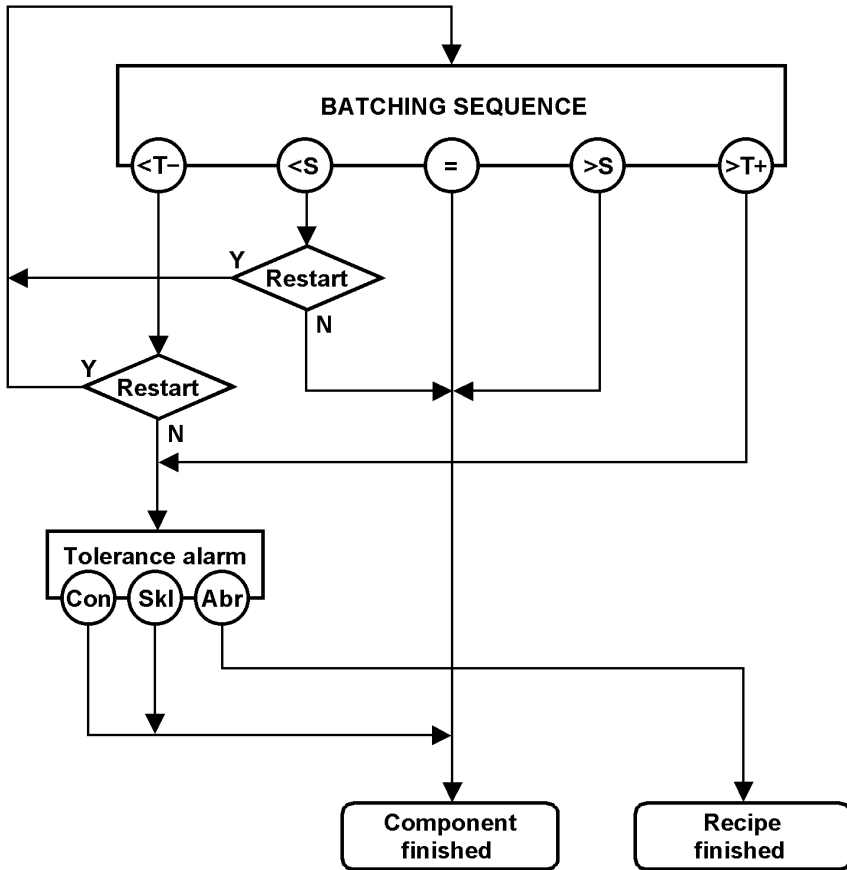 BATCHING SEQUENCE
<T–
<S
=
>S
>T+
Y
Restart
N
Y
Restart
N
Tolerance alarm
Con
Skl
Abr
Component
finished
Recipe
finished